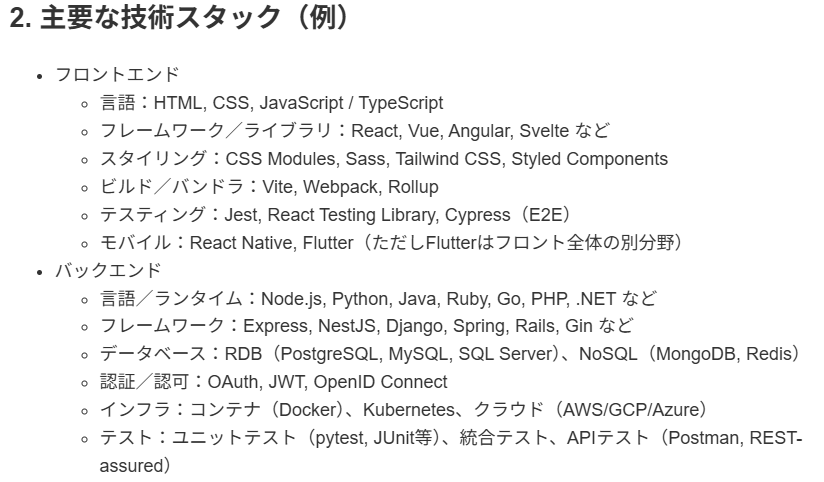 2. 主要な技術スタック（例）
フロントエンド
言語：HTML, CSS, JavaScript / TypeScript
フレームワーク／ライブラリ：React, Vue, Angular, Svelte など
スタイリング：CSS Modules, Sass, Tailwind CSS, Styled Components
ビルド／バンドラ：Vite, Webpack, Rollup
テスティング：Jest, React Testing Library, Cypress（E2E）
モバイル：React Native, Flutter（ただしFlutterはフロント全体の別分野）
バックエンド
言語／ランタイム：Node.js, Python, Java, Ruby, Go, PHP, .NET など
フレームワーク：Express, NestJS, Django, Spring, Rails, Gin など
データベース：RDB（PostgreSQL, MySQL, SQL Server）、NoSQL（MongoDB, Redis）
認証／認可：OAuth, JWT, OpenID Connect
インフラ：コンテナ（Docker）、Kubernetes、クラウド（AWS/GCP/Azure）
テスト：ユニットテスト（pytest, JUnit等）、統合テスト、APIテスト（Postman, REST-
assured）